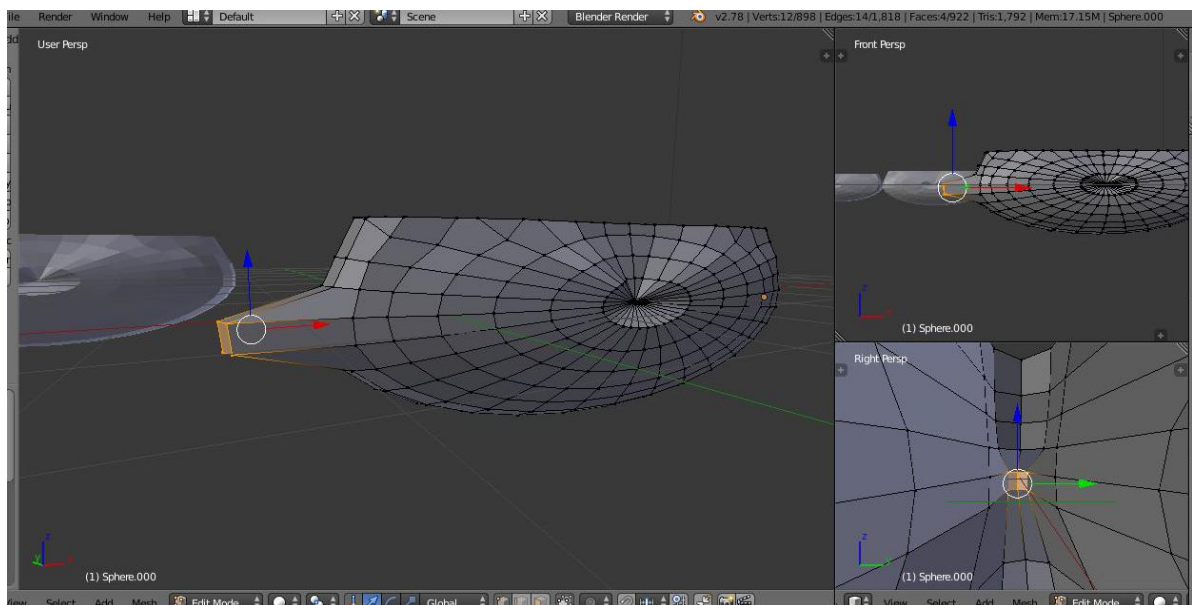 File Render Window Help Default Scene Blender Render v2.78 | Verts:12/898 | Edges:14/1,818 | Faces:4/922 | Tris:1,792 | Mem:17.15M | Sphere.000
User Persp
Front Persp
(1) Sphere.000
Right Persp
(1) Sphere.000
(1) Sphere.000
View Select Add Mesh Edit Mode Global View Select Add Mesh Edit Mode